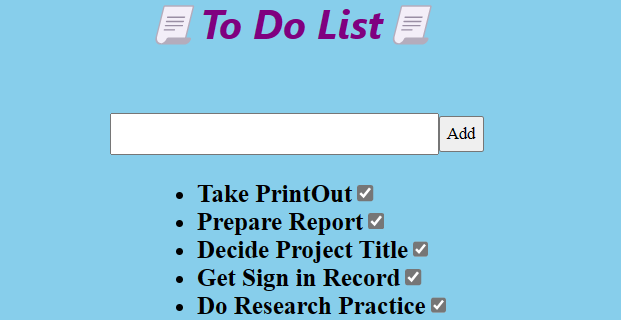 To Do List
Add
Take PrintOut
Prepare Report
Decide Project Title
Get Sign in Record
Do Research Practice